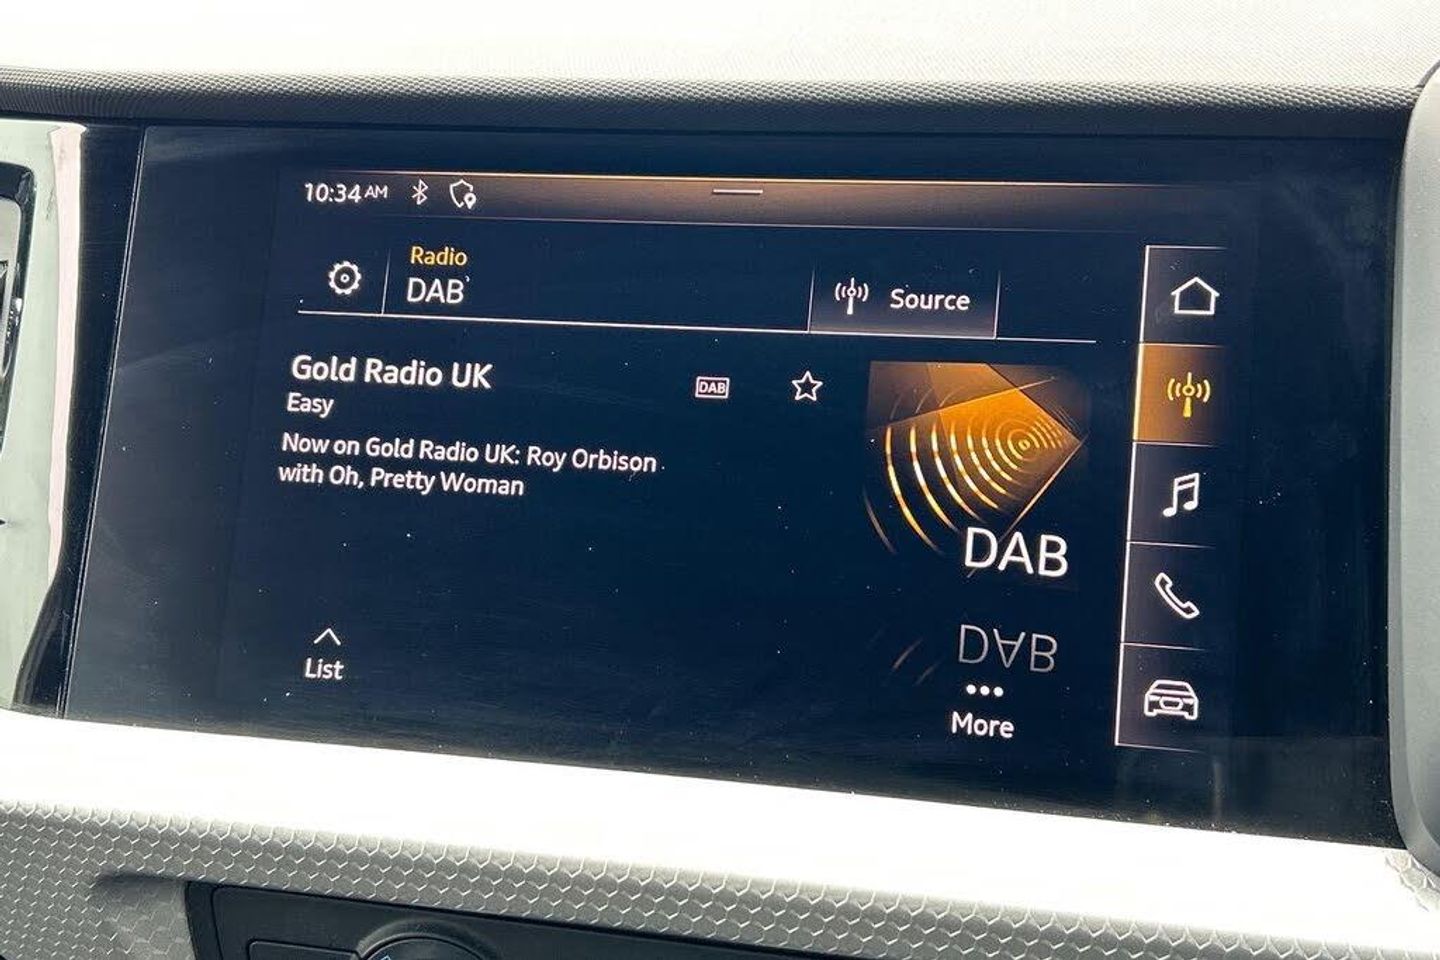 10:34 AM
Radio
DAB
Source
Gold Radio UK
DAB
Easy
Now on Gold Radio UK: Roy Orbison
with Oh, Pretty Woman
DAB
DAB
List
More